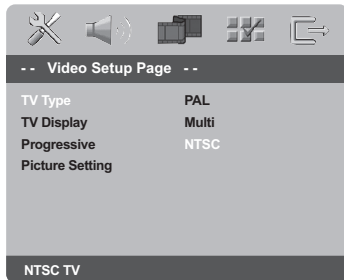 - - Video Setup Page - -
TV Type PAL
TV Display Multi
Progressive NTSC
Picture Setting
NTSC TV